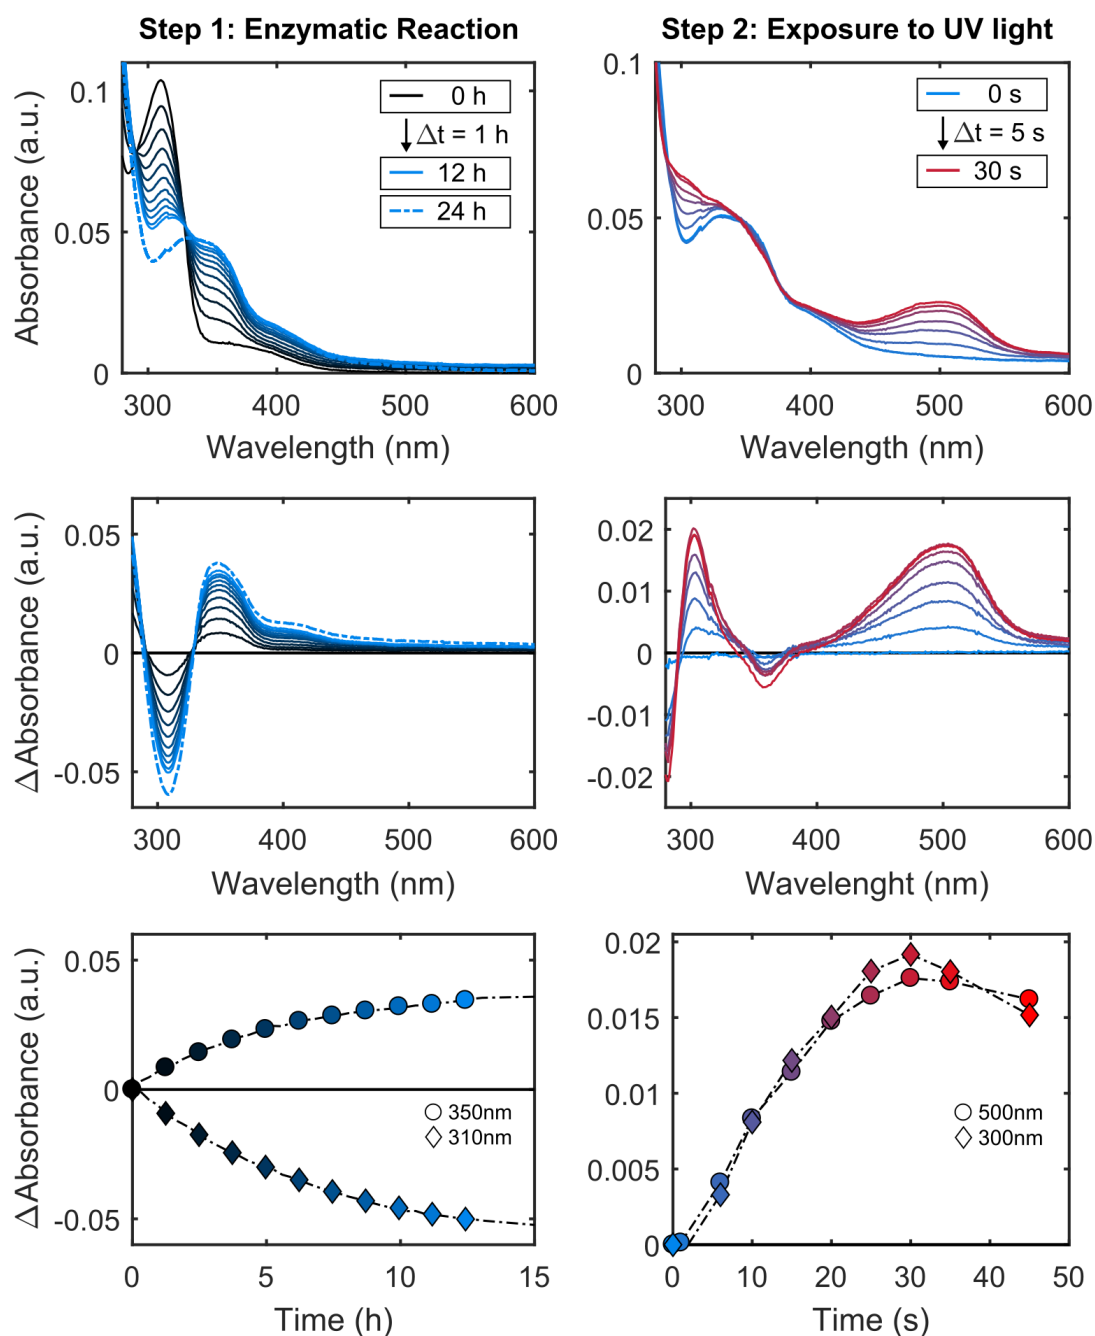 Step 1: Enzymatic Reaction
Step 2: Exposure to UV light
Absorbance (a.u.)
0.1
0.05
0
0 h
Δt = 1 h
12 h
24 h
300 400 500 600
Wavelength (nm)
0.1
0.05
0
0 s
Δt = 5 s
30 s
300 400 500 600
Wavelength (nm)
ΔAbsorbance (a.u.)
0.05
0
-0.05
300 400 500 600
Wavelength (nm)
0.02
0.01
0
-0.01
-0.02
300 400 500 600
Wavelenght (nm)
ΔAbsorbance (a.u.)
0.05
0
-0.05
350nm
310nm
0 5 10 15
Time (h)
0.02
0.015
0.01
0.005
0
500nm
300nm
0 10 20 30 40 50
Time (s)